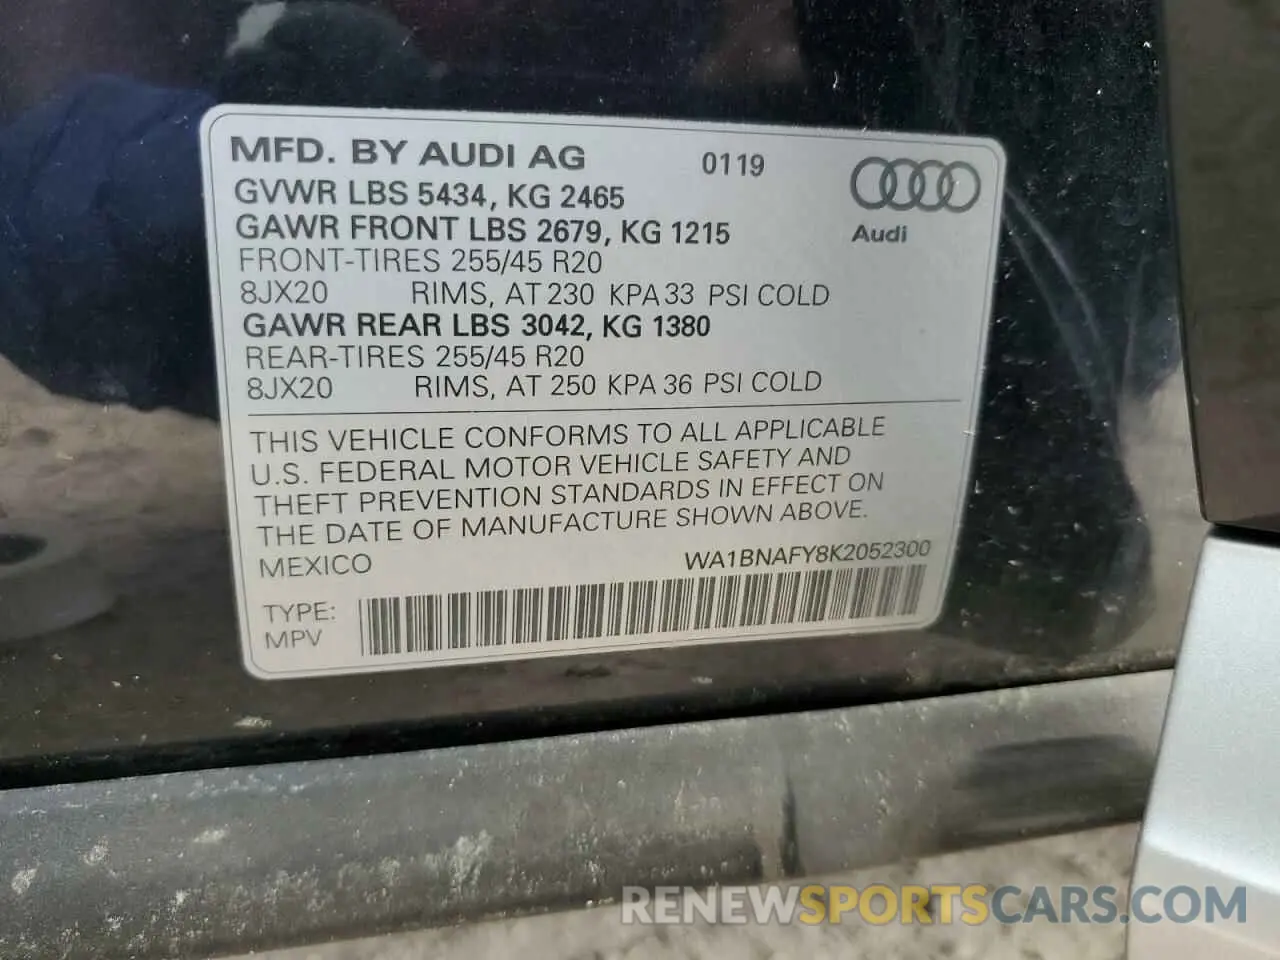 MFD. BY AUDI AG 0119
GVWR LBS 5434, KG 2465
GAWR FRONT LBS 2679, KG 1215
Audi
FRONT-TIRES 255/45 R20
8JX20 RIMS, AT 230 KPA 33 PSI COLD
GAWR REAR LBS 3042, KG 1380
REAR-TIRES 255/45 R20
8JX20 RIMS, AT 250 KPA 36 PSI COLD
THIS VEHICLE CONFORMS TO ALL APPLICABLE
U.S. FEDERAL MOTOR VEHICLE SAFETY AND
THEFT PREVENTION STANDARDS IN EFFECT ON
THE DATE OF MANUFACTURE SHOWN ABOVE.
MEXICO WA1BNAFY8K2052300
TYPE:
MPV
RENEWSPORTSCARS.COM